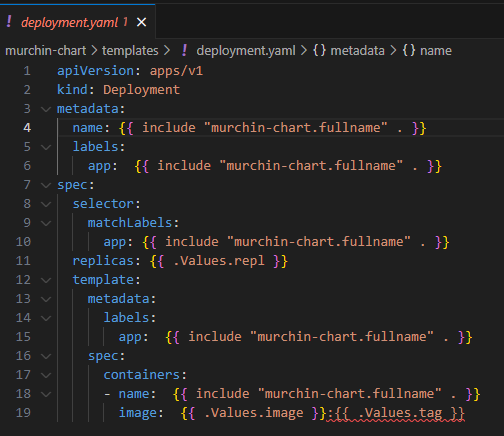 ! deployment.yaml 1 ×
murchin-chart > templates > ! deployment.yaml > {} metadata > {} name
1 apiVersion: apps/v1
2 kind: Deployment
3 metadata:
4   name: {{ include "murchin-chart.fullname" . }}
5   labels:
6     app:  {{ include "murchin-chart.fullname" . }}
7 spec:
8   selector:
9     matchLabels:
10       app: {{ include "murchin-chart.fullname" . }}
11   replicas: {{ .Values.repl }}
12   template:
13     metadata:
14       labels:
15         app:  {{ include "murchin-chart.fullname" . }}
16     spec:
17       containers:
18       - name:  {{ include "murchin-chart.fullname" . }}
19         image:  {{ .Values.image }}:{{ .Values.tag }}